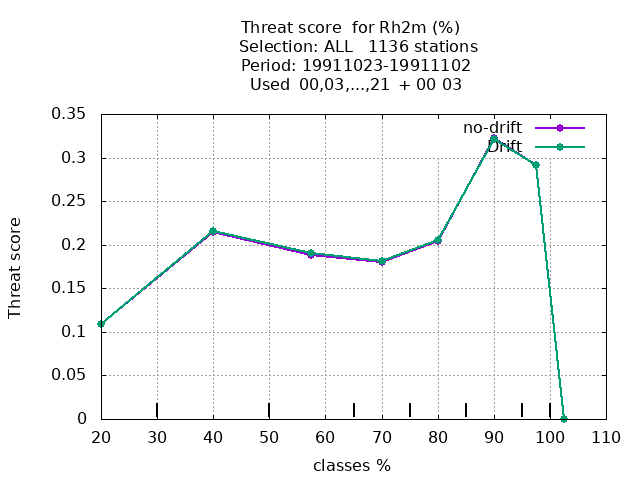 Threat score for Rh2m (%)
Selection: ALL 1136 stations
Period: 19911023-19911102
Used 00,03,...,21 + 00 03
0.35
0.3
0.25
0.2
0.15
0.1
0.05
0
Threat score
no-drift
Drift
20 30 40 50 60 70 80 90 100 110
classes %